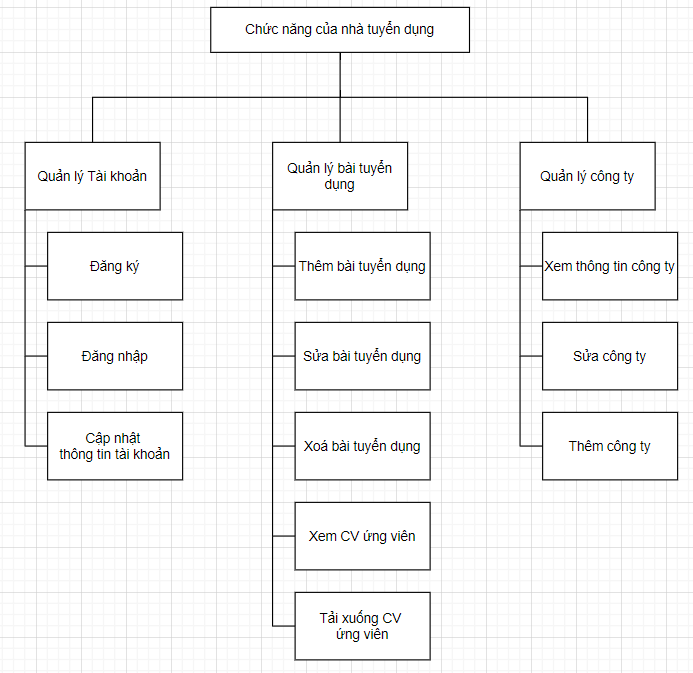 Chức năng của nhà tuyển dụng
Quản lý Tài khoản
Đăng ký
Đăng nhập
Cập nhật
thông tin tài khoản
Quản lý bài tuyển
dụng
Thêm bài tuyển dụng
Sửa bài tuyển dụng
Xoá bài tuyển dụng
Xem CV ứng viên
Tải xuống CV
ứng viên
Quản lý công ty
Xem thông tin công ty
Sửa công ty
Thêm công ty